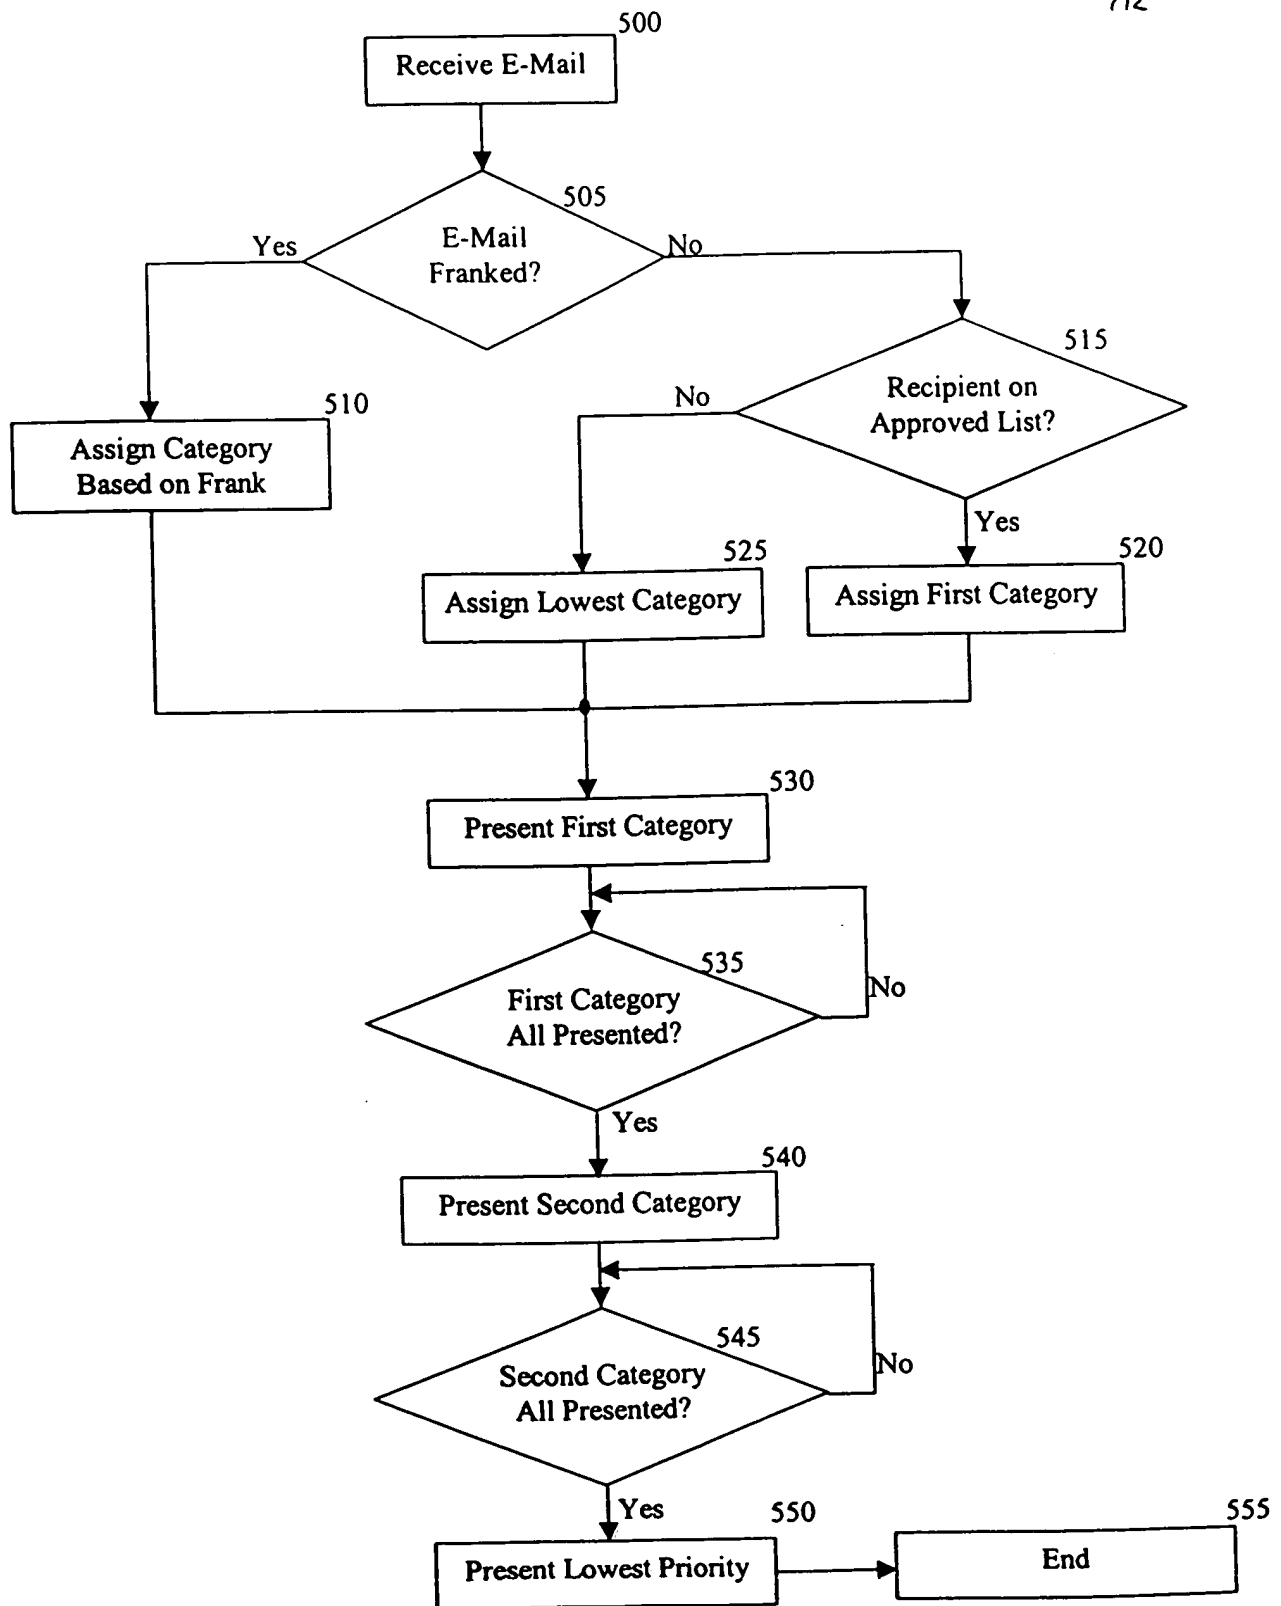 500
Receive E-Mail
505
E-Mail
Franked?
Yes
No
515
Recipient on
Approved List?
No
Yes
510
Assign Category
Based on Frank
525
Assign Lowest Category
520
Assign First Category
530
Present First Category
535
First Category
All Presented?
No
Yes
540
Present Second Category
545
Second Category
All Presented?
No
Yes
550
Present Lowest Priority
555
End